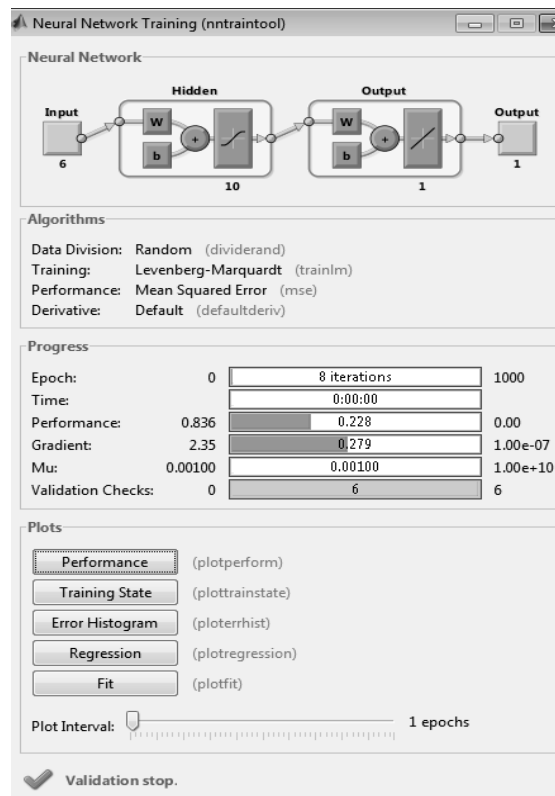 Neural Network Training (nntraintool)
Neural Network
Hidden Output
Input Output
W W
b b
+ +
6 10 1 1
Algorithms
Data Division: Random (dividerand)
Training: Levenberg-Marquardt (trainlm)
Performance: Mean Squared Error (mse)
Derivative: Default (defaultderiv)
Progress
Epoch: 0 8 iterations 1000
Time: 0:00:00
Performance: 0.836 0.228 0.00
Gradient: 2.35 0.279 1.00e-07
Mu: 0.00100 0.00100 1.00e+10
Validation Checks: 0 6 6
Plots
Performance (plotperform)
Training State (plottrainstate)
Error Histogram (ploterrhist)
Regression (plotregression)
Fit (plotfit)
Plot Interval: 1 epochs
Validation stop.